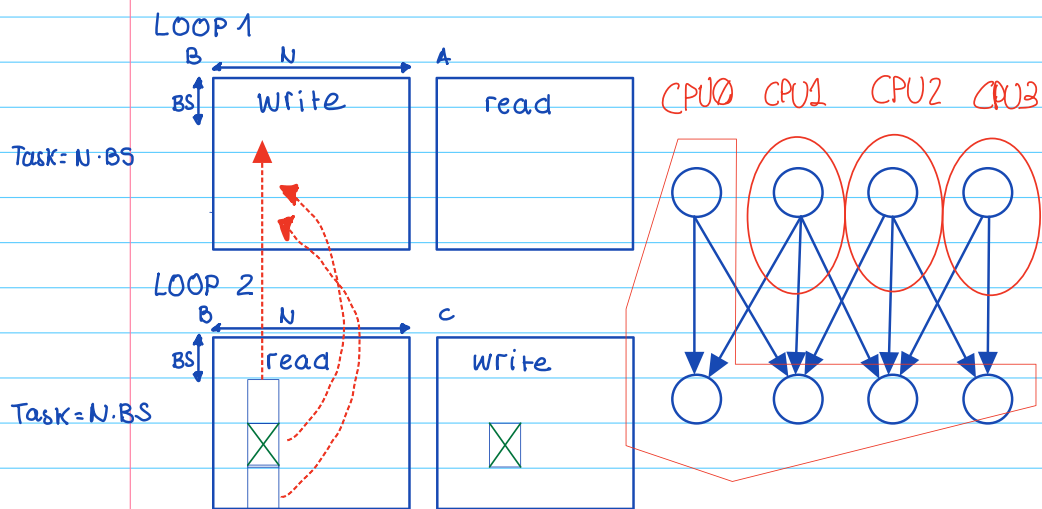 LOOP 1
B N A
BS write read
CPU0 CPU1 CPU2 CPU3
Task = N·BS
LOOP 2
B N C
BS read write
Task = N·BS